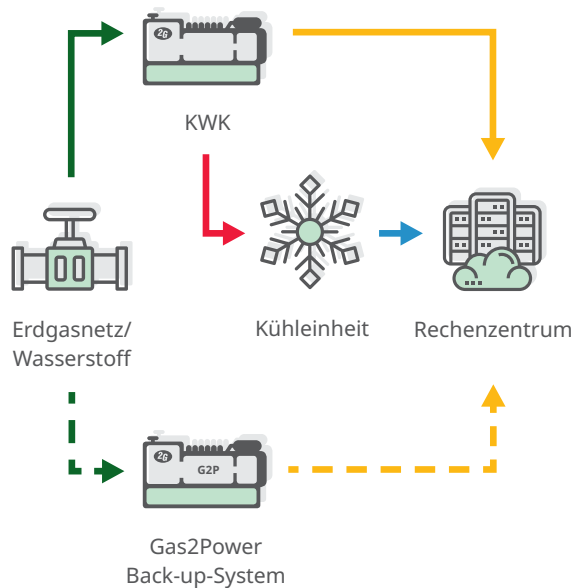 2G
KWK
Erdgasnetz/
Wasserstoff
Kühleinheit
Rechenzentrum
2G
G2P
Gas2Power
Back-up-System